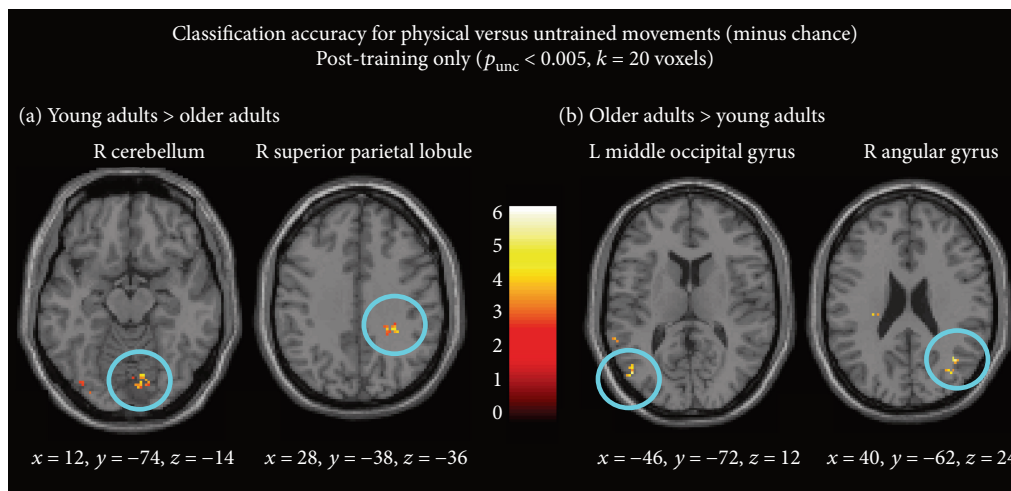 Classification accuracy for physical versus untrained movements (minus chance)
Post-training only (p_unc < 0.005, k = 20 voxels)
(a) Young adults > older adults
(b) Older adults > young adults
R cerebellum
R superior parietal lobule
L middle occipital gyrus
R angular gyrus
6
5
4
3
2
1
0
x = 12, y = −74, z = −14
x = 28, y = −38, z = −36
x = −46, y = −72, z = 12
x = 40, y = −62, z = 24